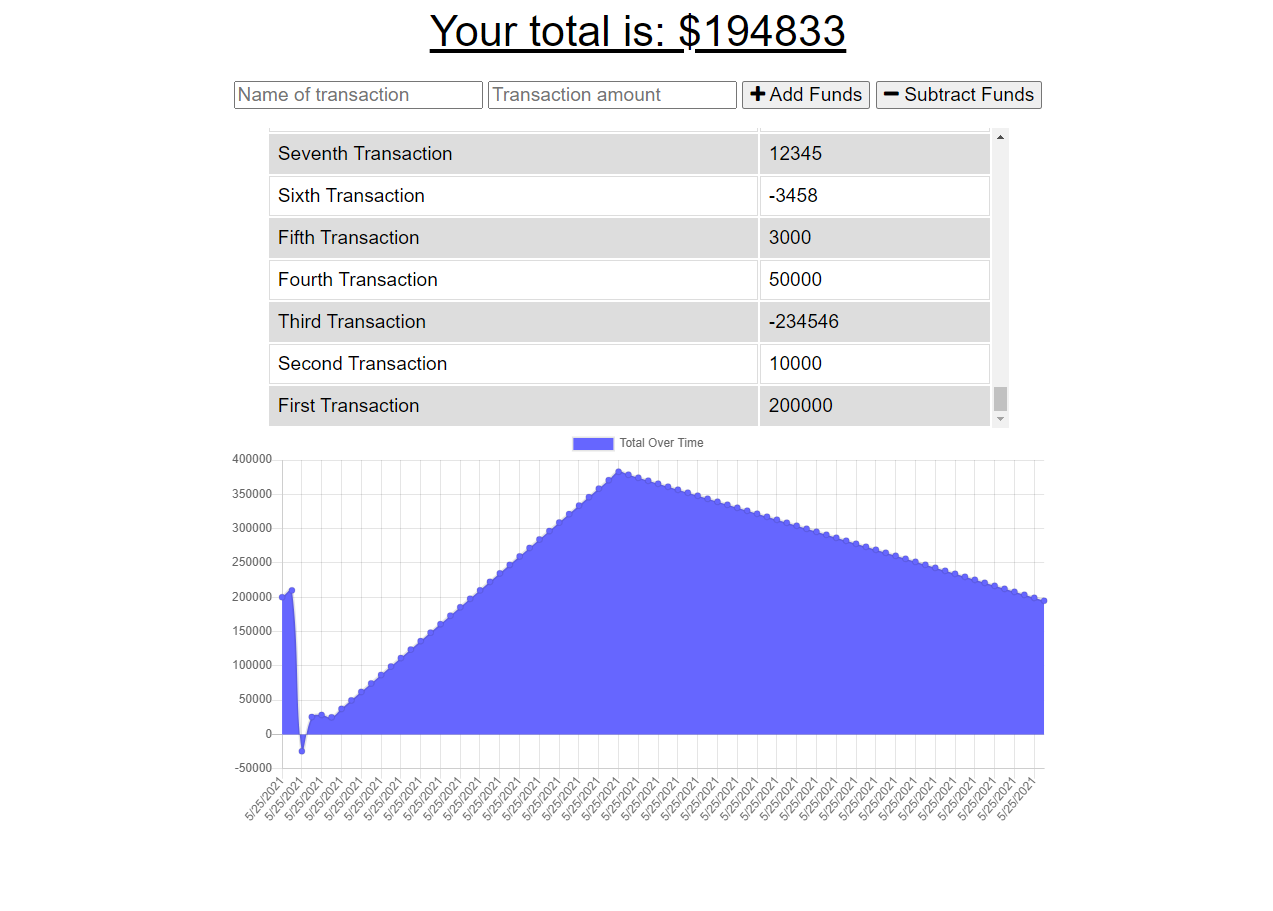 Your total is: $194833
Name of transaction Transaction amount Add Funds Subtract Funds
Seventh Transaction 12345
Sixth Transaction -3458
Fifth Transaction 3000
Fourth Transaction 50000
Third Transaction -234546
Second Transaction 10000
First Transaction 200000
Total Over Time
400000
350000
300000
250000
200000
150000
100000
50000
0
-50000
5/25/2021 5/25/2021 5/25/2021 5/25/2021 5/25/2021 5/25/2021 5/25/2021 5/25/2021 5/25/2021 5/25/2021 5/25/2021 5/25/2021 5/25/2021 5/25/2021 5/25/2021 5/25/2021 5/25/2021 5/25/2021 5/25/2021 5/25/2021 5/25/2021 5/25/2021 5/25/2021 5/25/2021 5/25/2021 5/25/2021 5/25/2021 5/25/2021 5/25/2021 5/25/2021 5/25/2021 5/25/2021 5/25/2021 5/25/2021 5/25/2021 5/25/2021 5/25/2021 5/25/2021 5/25/2021